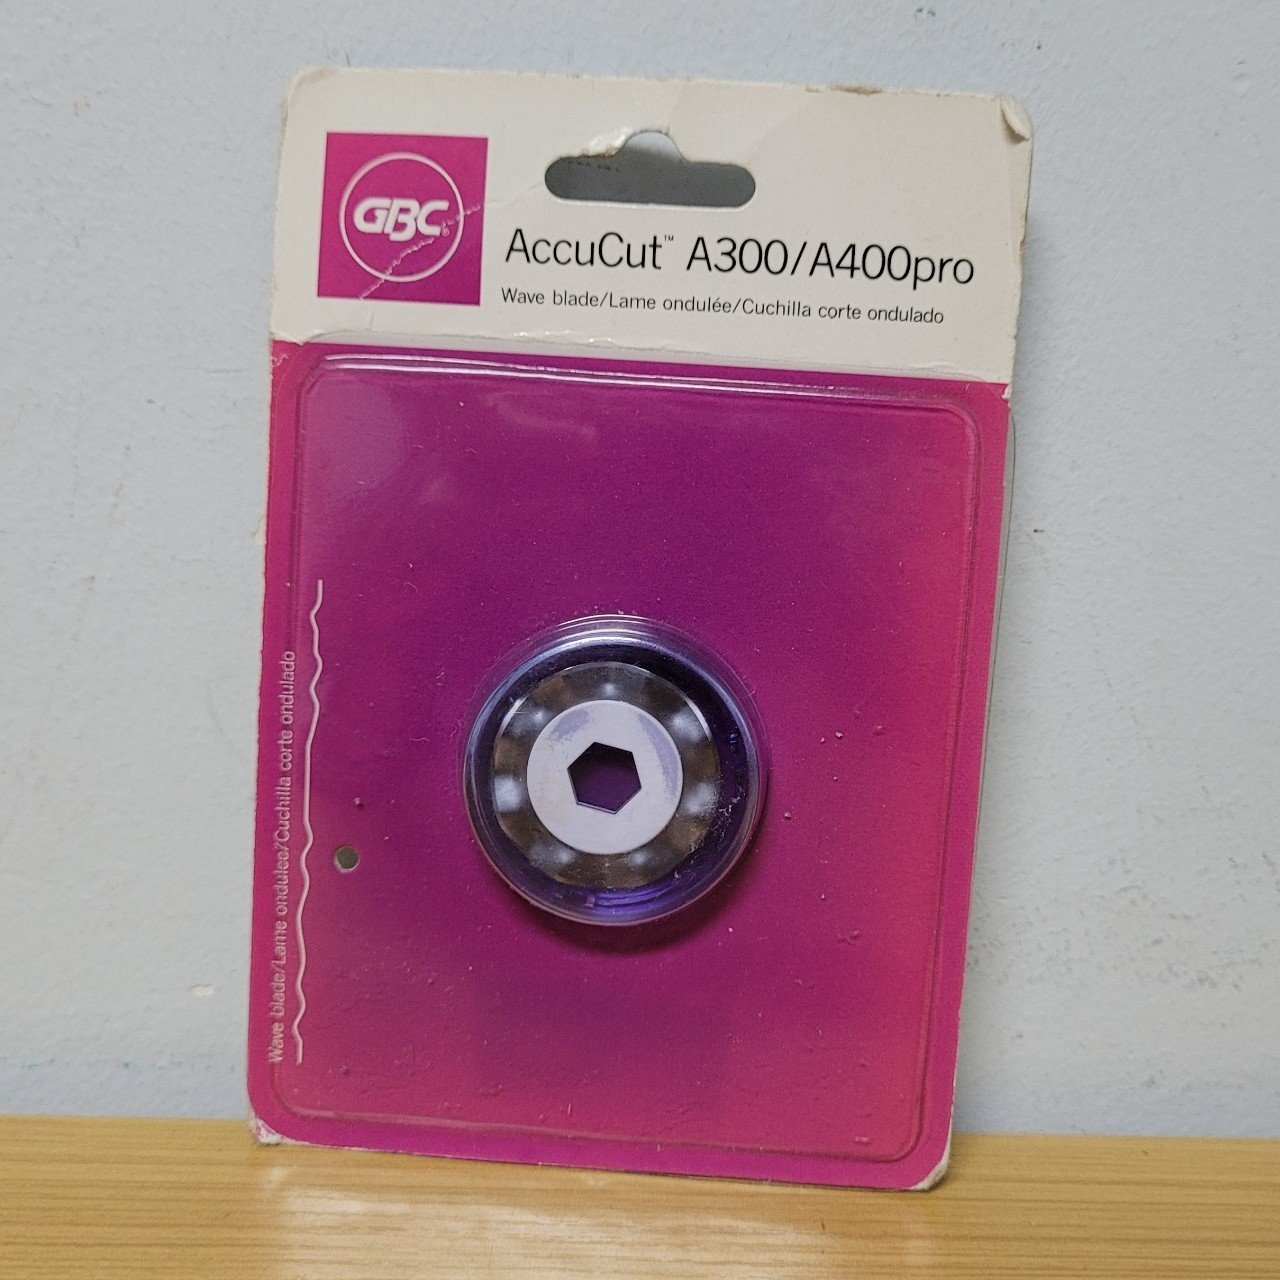 GBC®
AccuCut™ A300/A400pro
Wave blade/Lame ondulée/Cuchilla corte ondulado
Wave blade/Lame ondulée/Cuchilla corte ondulado